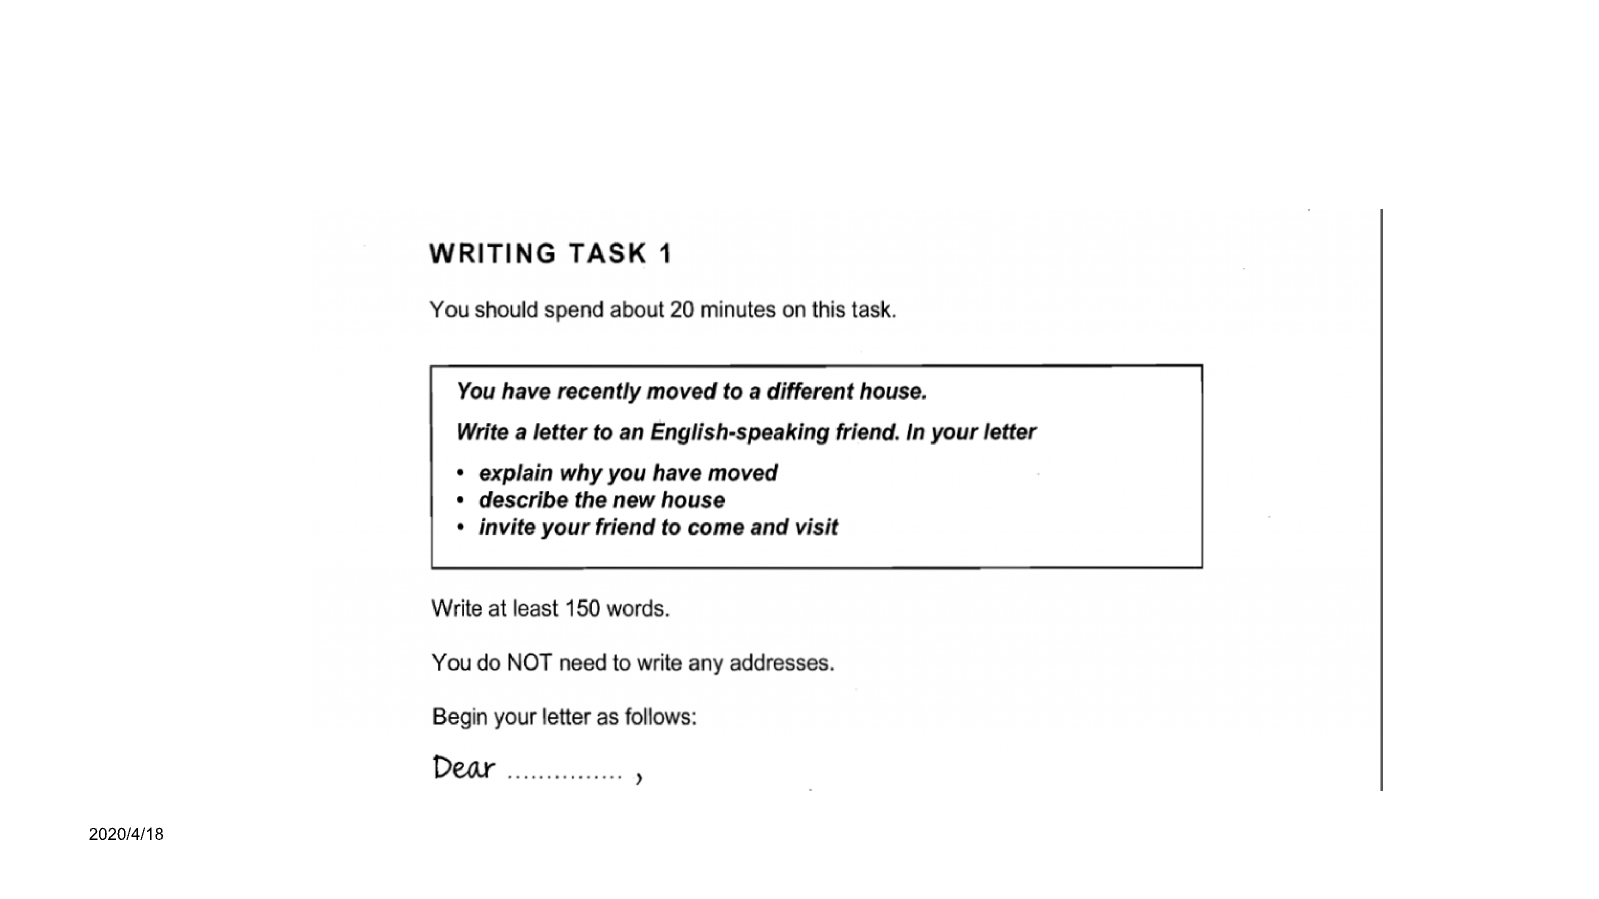 WRITING TASK 1
You should spend about 20 minutes on this task.
You have recently moved to a different house.
Write a letter to an English-speaking friend. In your letter
• explain why you have moved
• describe the new house
• invite your friend to come and visit
Write at least 150 words.
You do NOT need to write any addresses.
Begin your letter as follows:
Dear ............... ,
2020/4/18